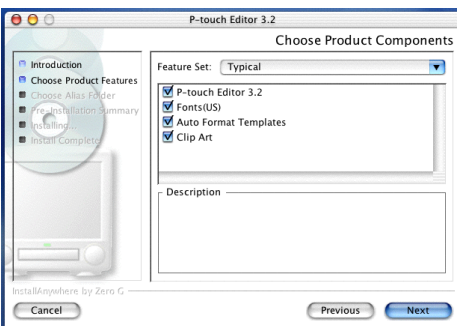 P-touch Editor 3.2
Choose Product Components
Introduction
Choose Product Features
Choose Alias Folder
Pre-Installation Summary
Installing...
Install Complete
Feature Set: Typical
P-touch Editor 3.2
Fonts(US)
Auto Format Templates
Clip Art
Description
InstallAnywhere by Zero G
Cancel
Previous
Next